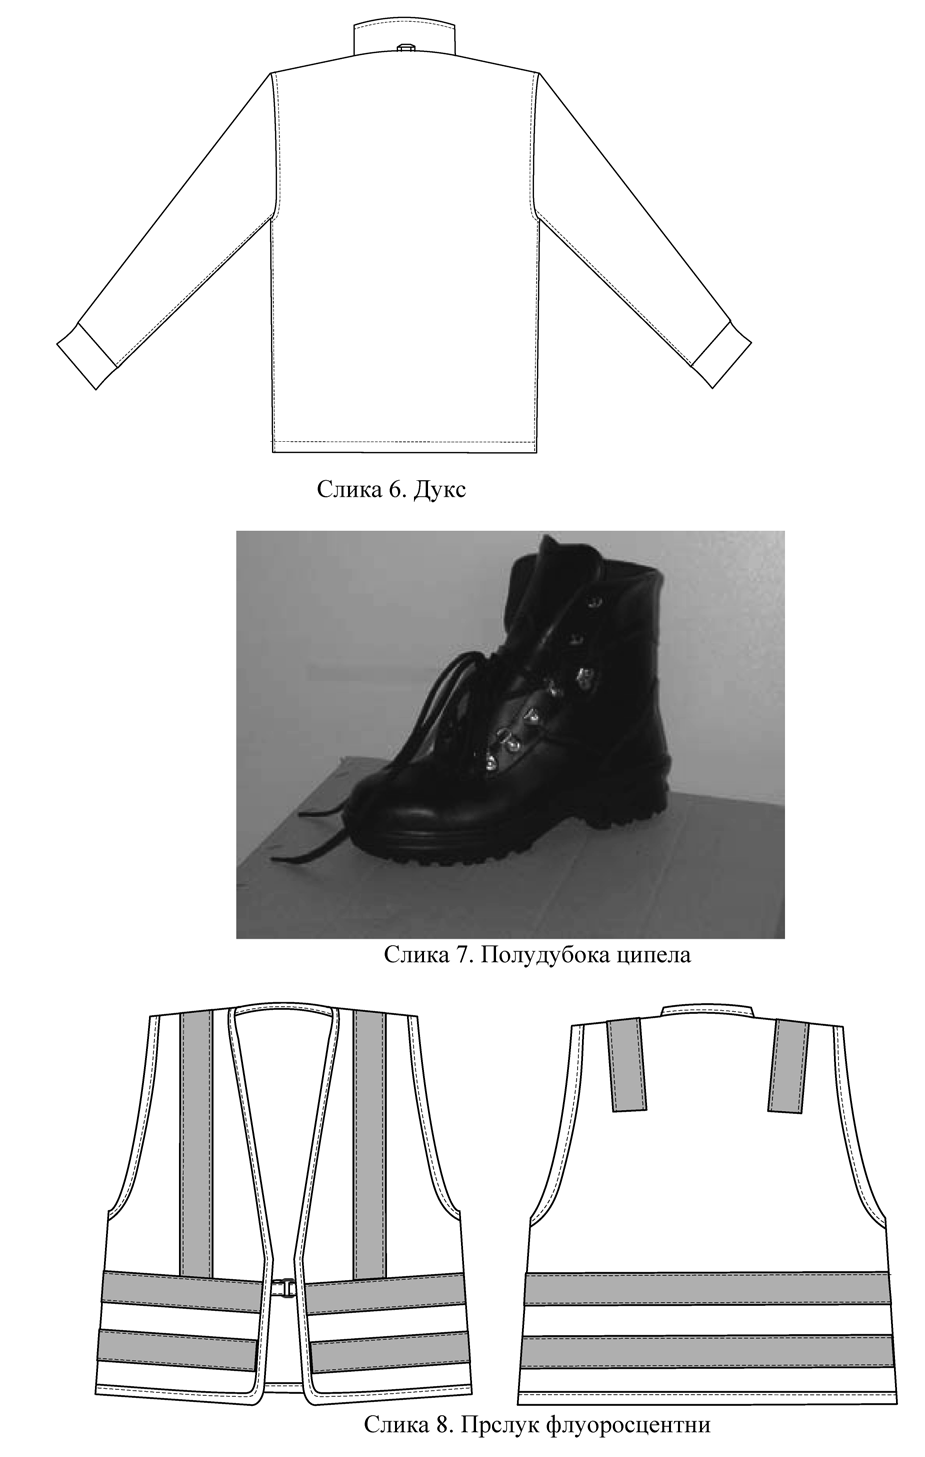 Слика 6. Дукс
Слика 7. Полудубока ципела
Слика 8. Прслук флуоросцентни